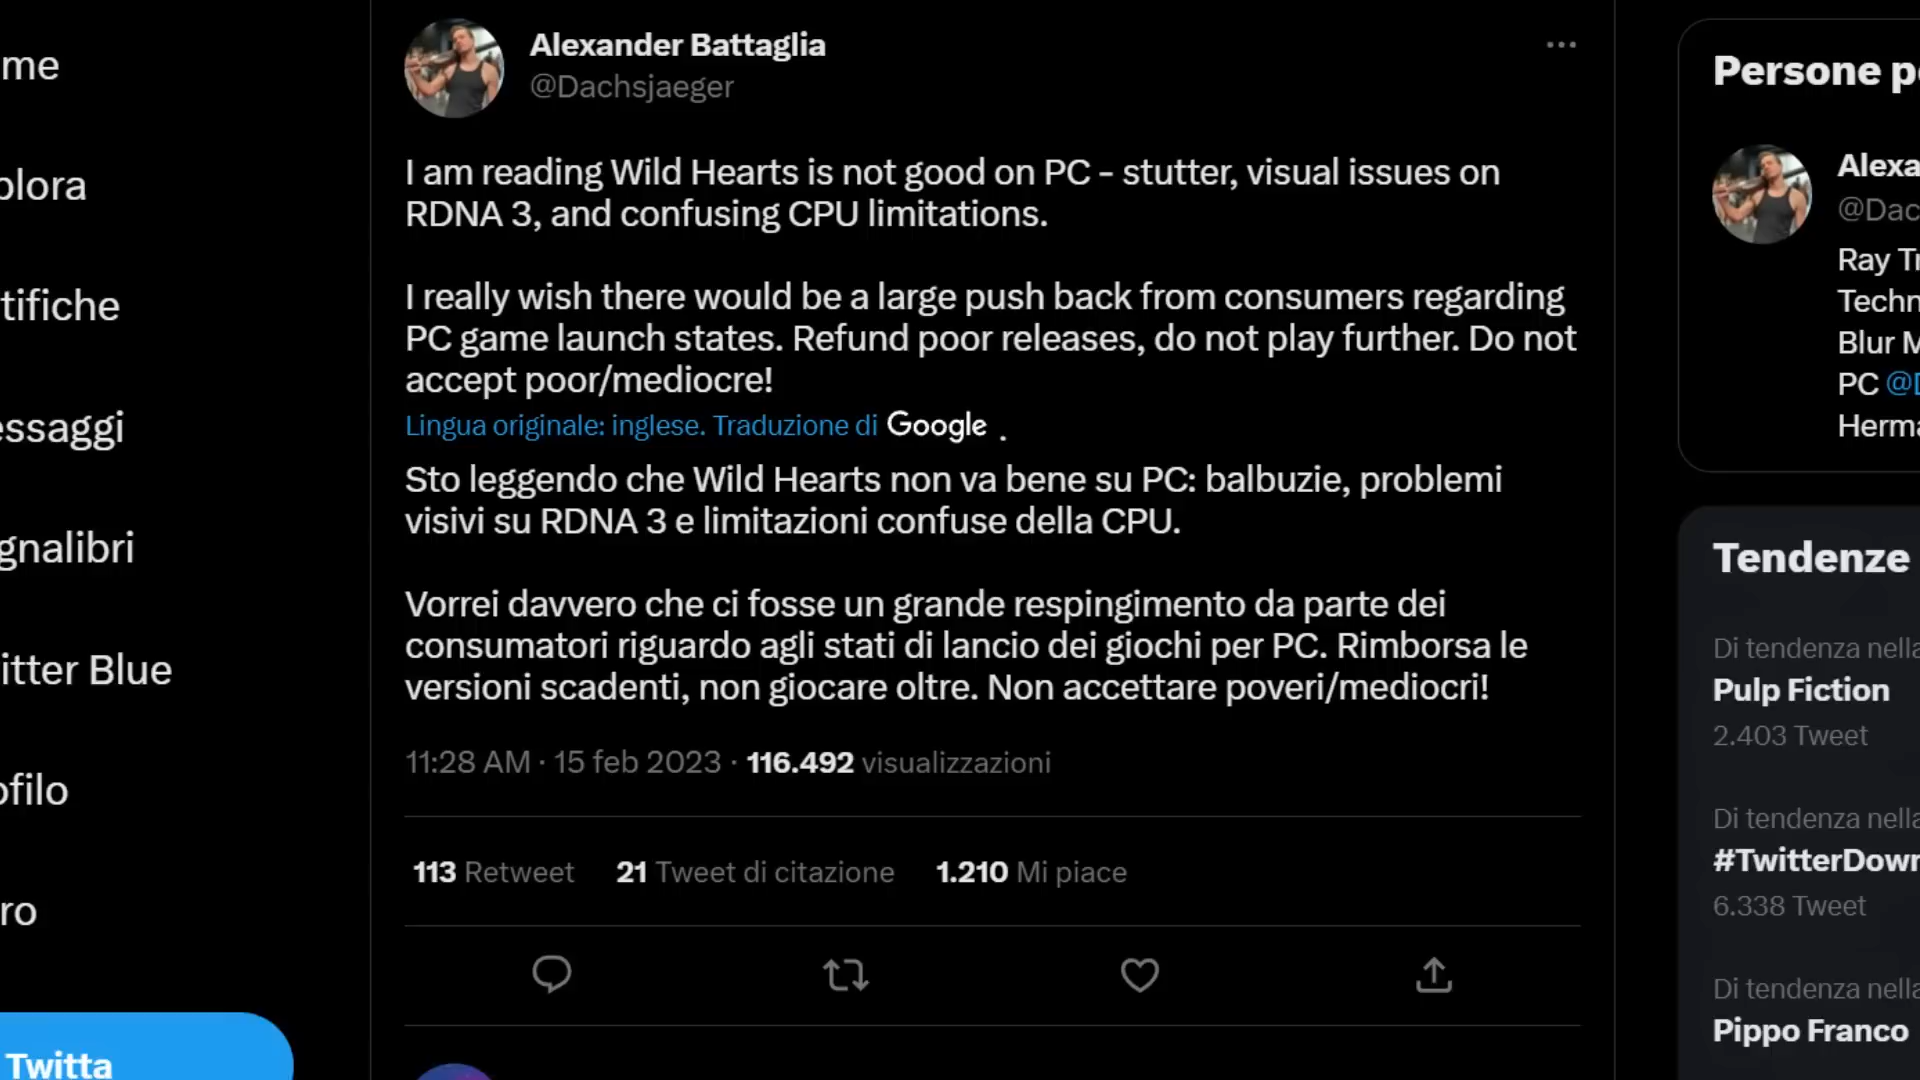 me
plora
tifiche
essaggi
gnalibri
itter Blue
ofilo
ro
Twitta
Alexander Battaglia
@Dachsjaeger
I am reading Wild Hearts is not good on PC – stutter, visual issues on
RDNA 3, and confusing CPU limitations.
I really wish there would be a large push back from consumers regarding
PC game launch states. Refund poor releases, do not play further. Do not
accept poor/mediocre!
Lingua originale: inglese. Traduzione di Google .
Sto leggendo che Wild Hearts non va bene su PC: balbuzie, problemi
visivi su RDNA 3 e limitazioni confuse della CPU.
Vorrei davvero che ci fosse un grande respingimento da parte dei
consumatori riguardo agli stati di lancio dei giochi per PC. Rimborsa le
versioni scadenti, non giocare oltre. Non accettare poveri/mediocri!
11:28 AM · 15 feb 2023 · 116.492 visualizzazioni
113 Retweet 21 Tweet di citazione 1.210 Mi piace
Persone p
Alexa
@Dac
Ray Tr
Techn
Blur M
PC @D
Herma
Tendenze
Di tendenza nella
Pulp Fiction
2.403 Tweet
Di tendenza nella
#TwitterDown
6.338 Tweet
Di tendenza nella
Pippo Franco